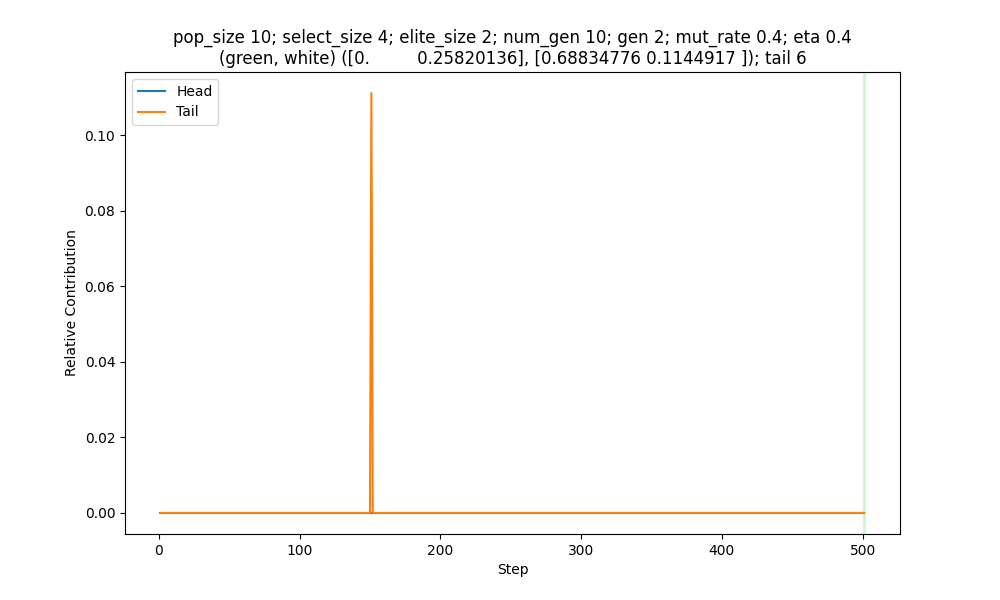 pop_size 10; select_size 4; elite_size 2; num_gen 10; gen 2; mut_rate 0.4; eta 0.4
(green, white) ([0.          0.25820136], [0.68834776 0.1144917 ]); tail 6
Head
Tail
0.10
0.08
0.06
0.04
0.02
0.00
Relative Contribution
0 100 200 300 400 500
Step